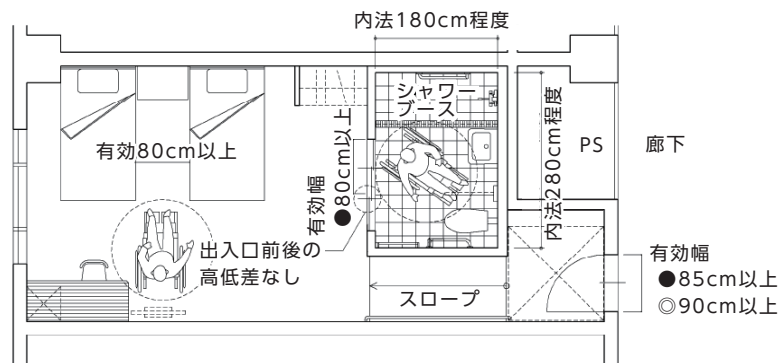 内法180cm程度
シャワー
ブース
有効80cm以上
有効幅
●80cm以上
内法280cm程度
PS
廊下
出入口前後の
高低差なし
スロープ
有効幅
●85cm以上
◎90cm以上